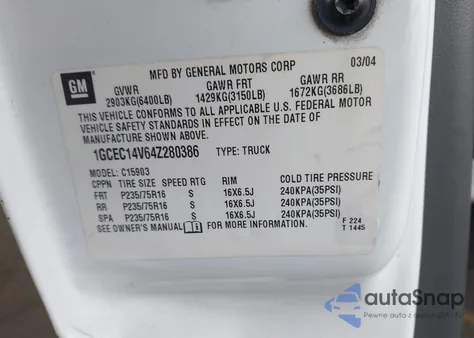 GM
MFD BY GENERAL MOTORS CORP 03/04
GVWR GAWR FRT GAWR RR
2903KG(6400LB) 1429KG(3150LB) 1672KG(3686LB)
THIS VEHICLE CONFORMS TO ALL APPLICABLE U.S. FEDERAL MOTOR
VEHICLE SAFETY STANDARDS IN EFFECT ON THE DATE OF
MANUFACTURE SHOWN ABOVE.
1GCEC14V64Z280386 TYPE: TRUCK
MODEL: C15903
CPPN TIRE SIZE SPEED RTG RIM COLD TIRE PRESSURE
FRT P235/75R16 S 16X6.5J 240KPA(35PSI)
RR P235/75R16 S 16X6.5J 240KPA(35PSI)
SPA P235/75R16 S 16X6.5J 240KPA(35PSI)
SEE OWNER'S MANUAL FOR MORE INFORMATION. F 224
T 1445
autoSnap
Pewne auta z dostawą